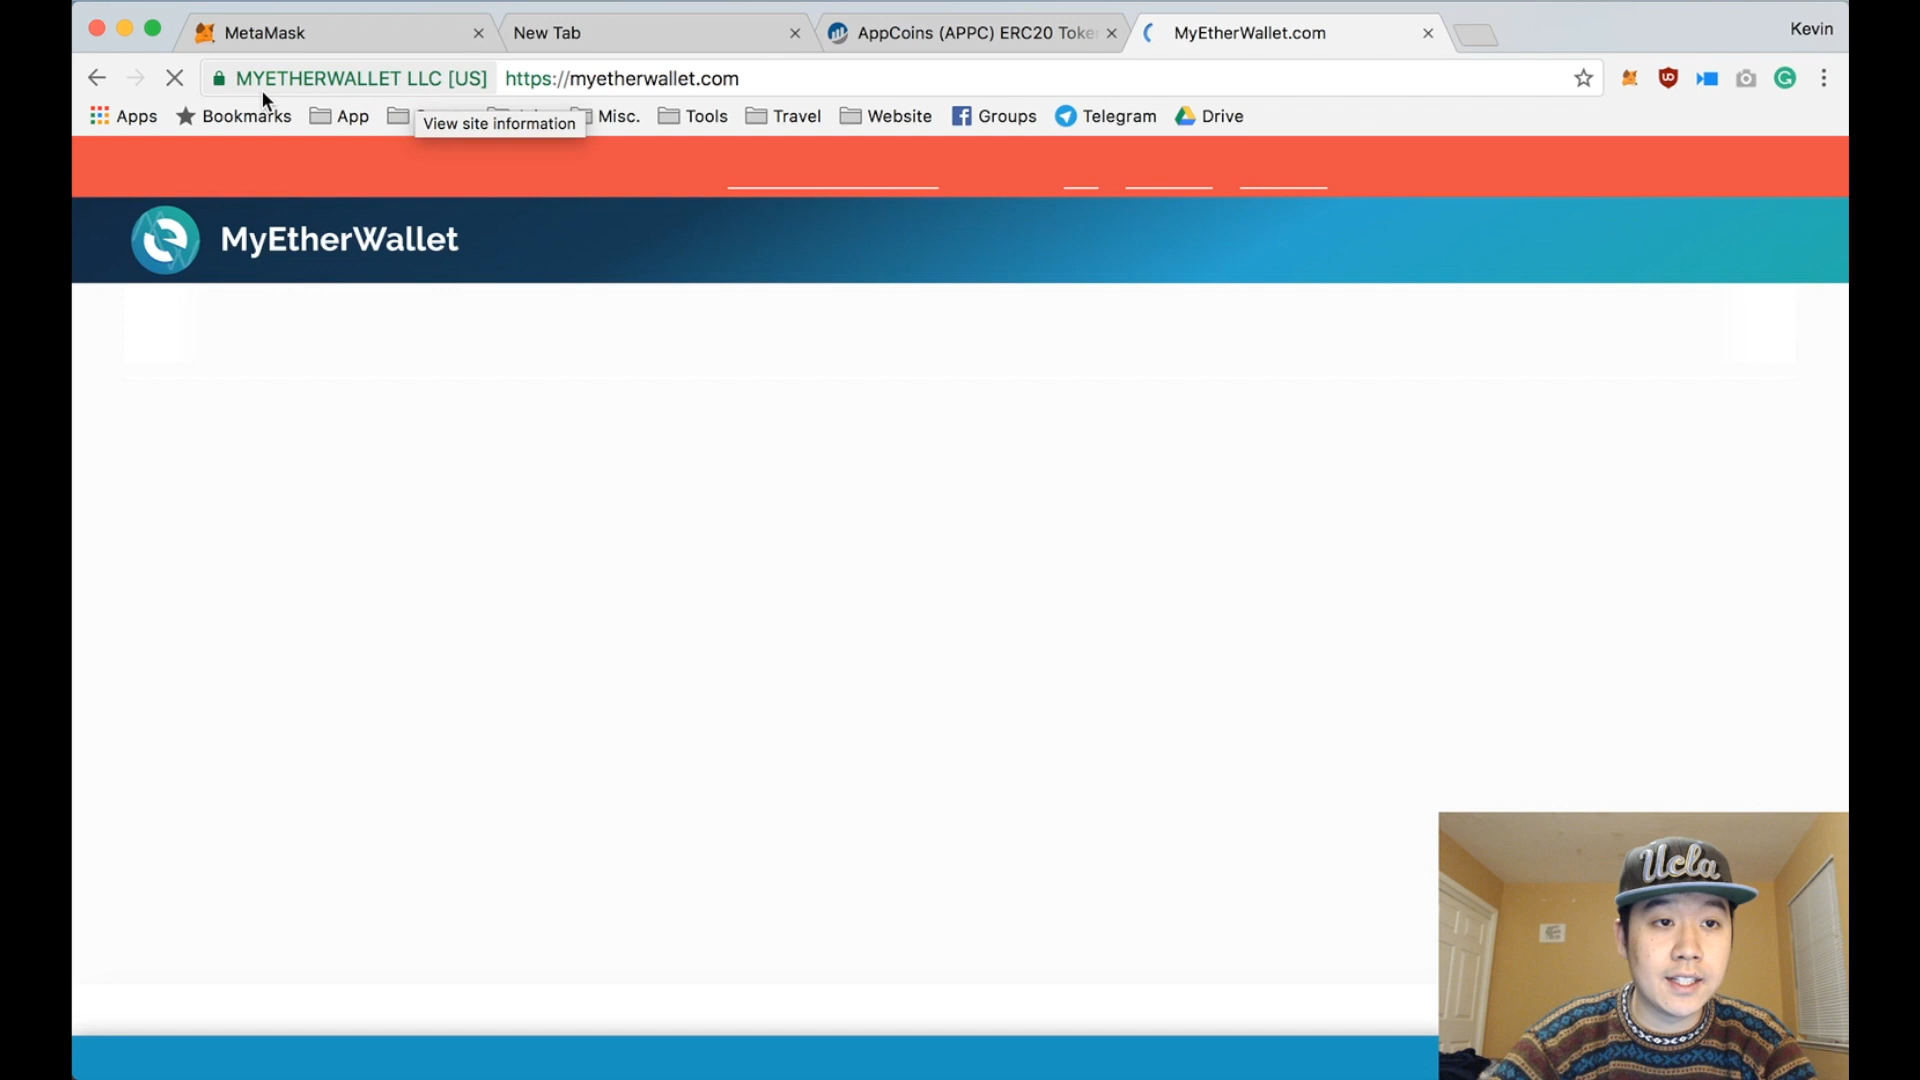 MetaMask
New Tab
AppCoins (APPC) ERC20 Toke
MyEtherWallet.com
Kevin
MYETHERWALLET LLC [US]
https://myetherwallet.com
Apps
Bookmarks
App
Misc.
Tools
Travel
Website
Groups
Telegram
Drive
View site information
MyEtherWallet
Ucla